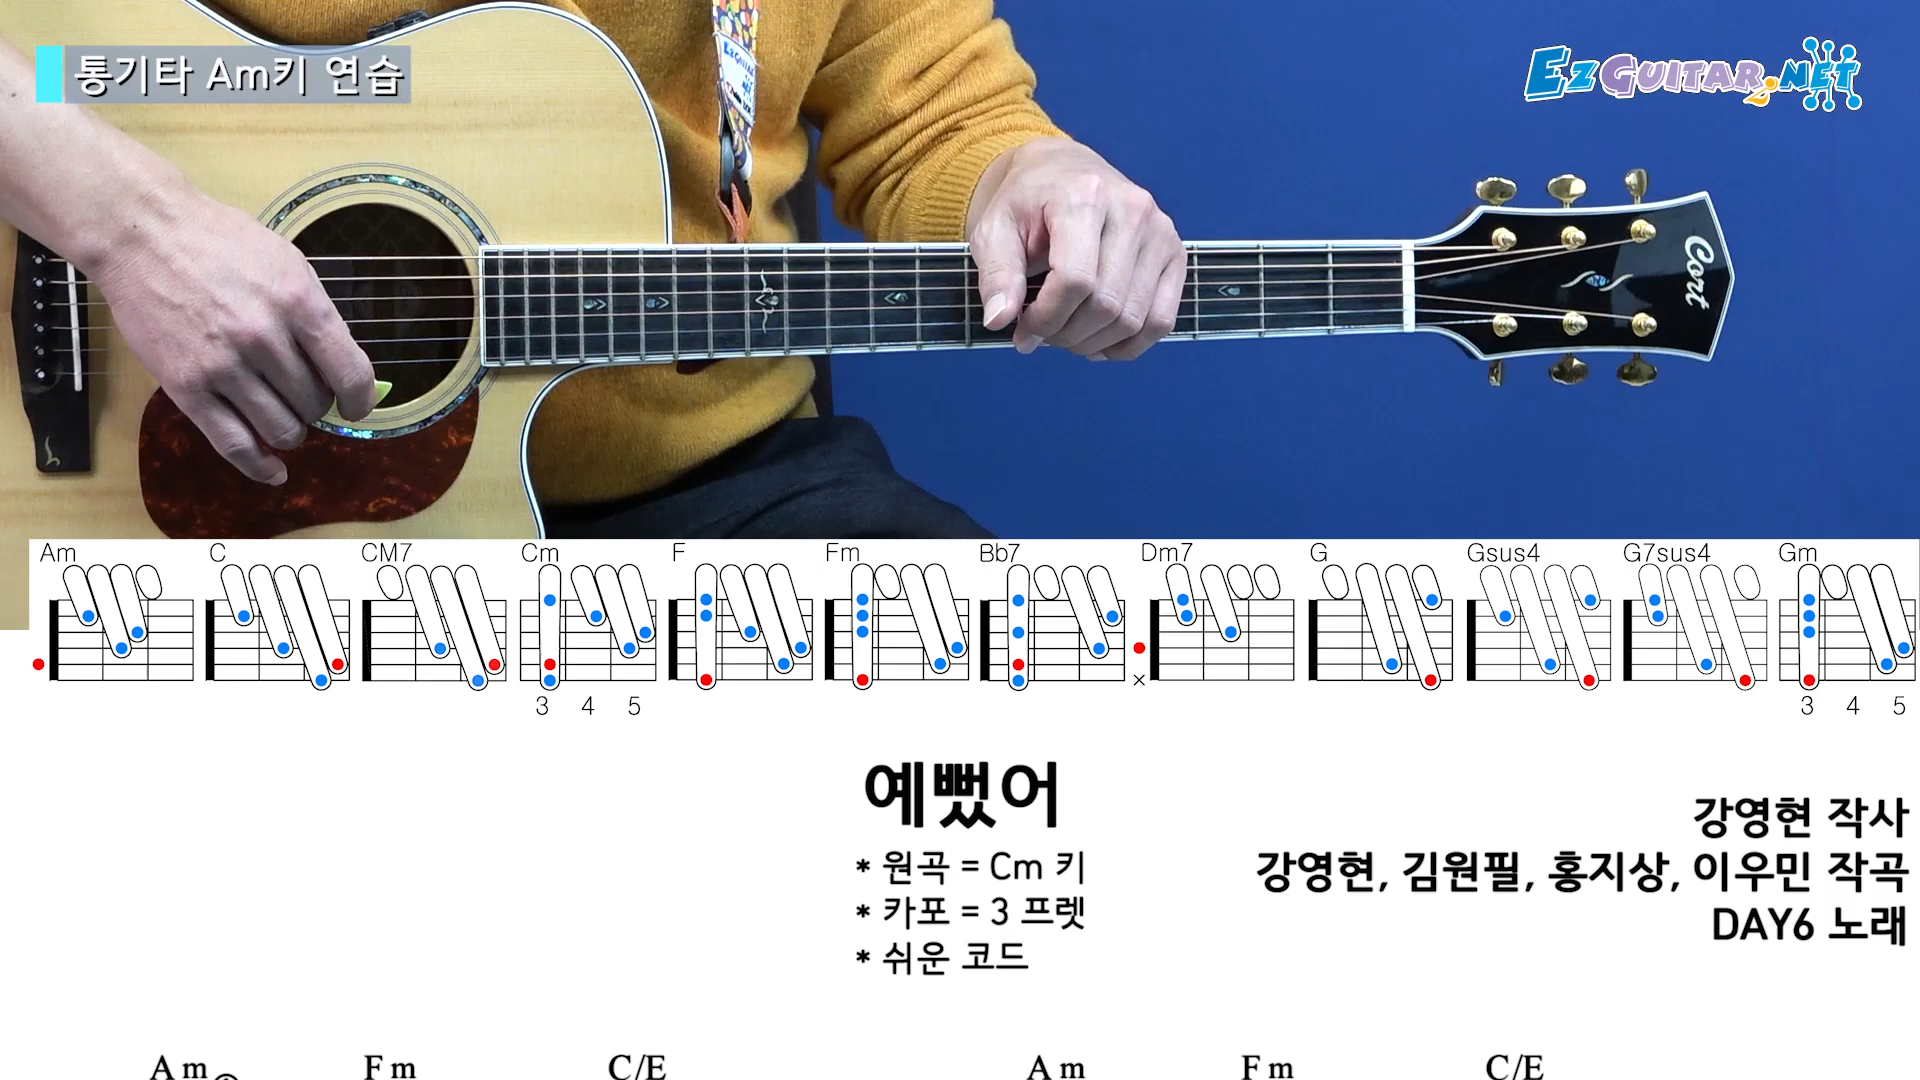 통기타 Am키 연습
EzGUITAR2.NET
EzGUITAR
Cort
Am C CM7 Cm F Fm Bb7 Dm7 G Gsus4 G7sus4 Gm
×
3 4 5 3 4 5
예뻤어
* 원곡 = Cm 키
* 카포 = 3 프렛
* 쉬운 코드
강영현 작사
강영현, 김원필, 홍지상, 이우민 작곡
DAY6 노래
Am Fm C/E Am Fm C/E